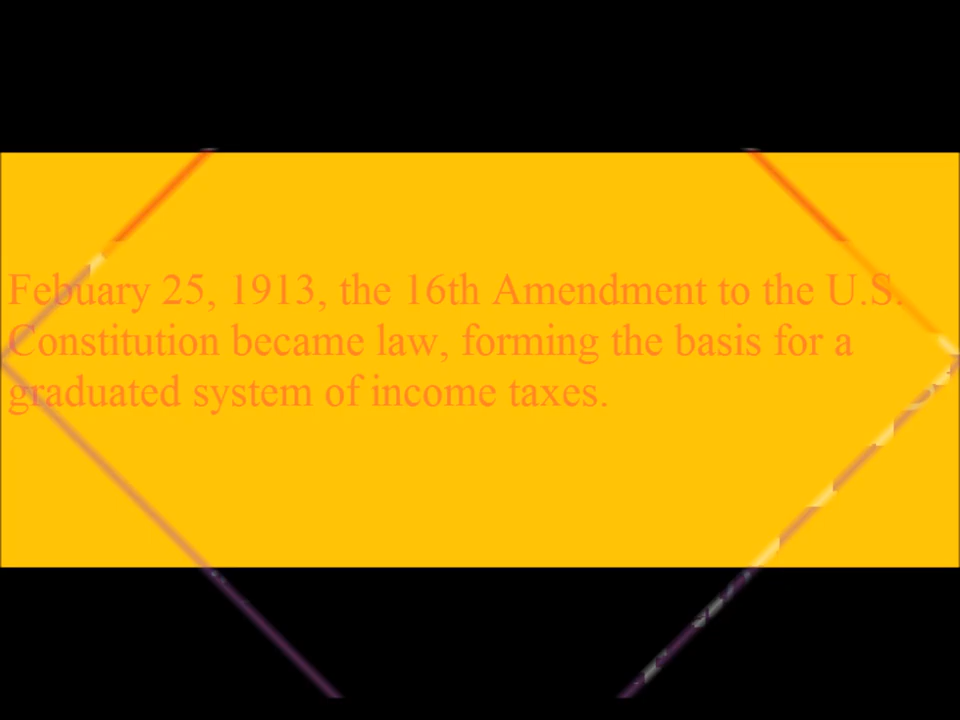 Febuary 25, 1913, the 16th Amendment to the U.S.
Constitution became law, forming the basis for a
graduated system of income taxes.